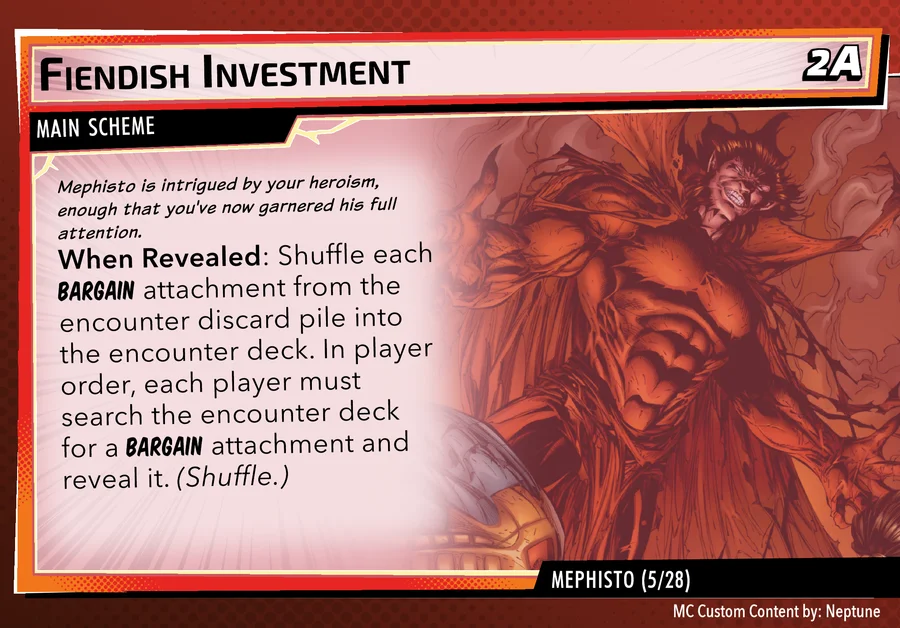 Fiendish Investment
2A
Main Scheme
Mephisto is intrigued by your heroism,
enough that you've now garnered his full
attention.
When Revealed: Shuffle each
BARGAIN attachment from the
encounter discard pile into
the encounter deck. In player
order, each player must
search the encounter deck
for a BARGAIN attachment and
reveal it. (Shuffle.)
MEPHISTO (5/28)
MC Custom Content by: Neptune